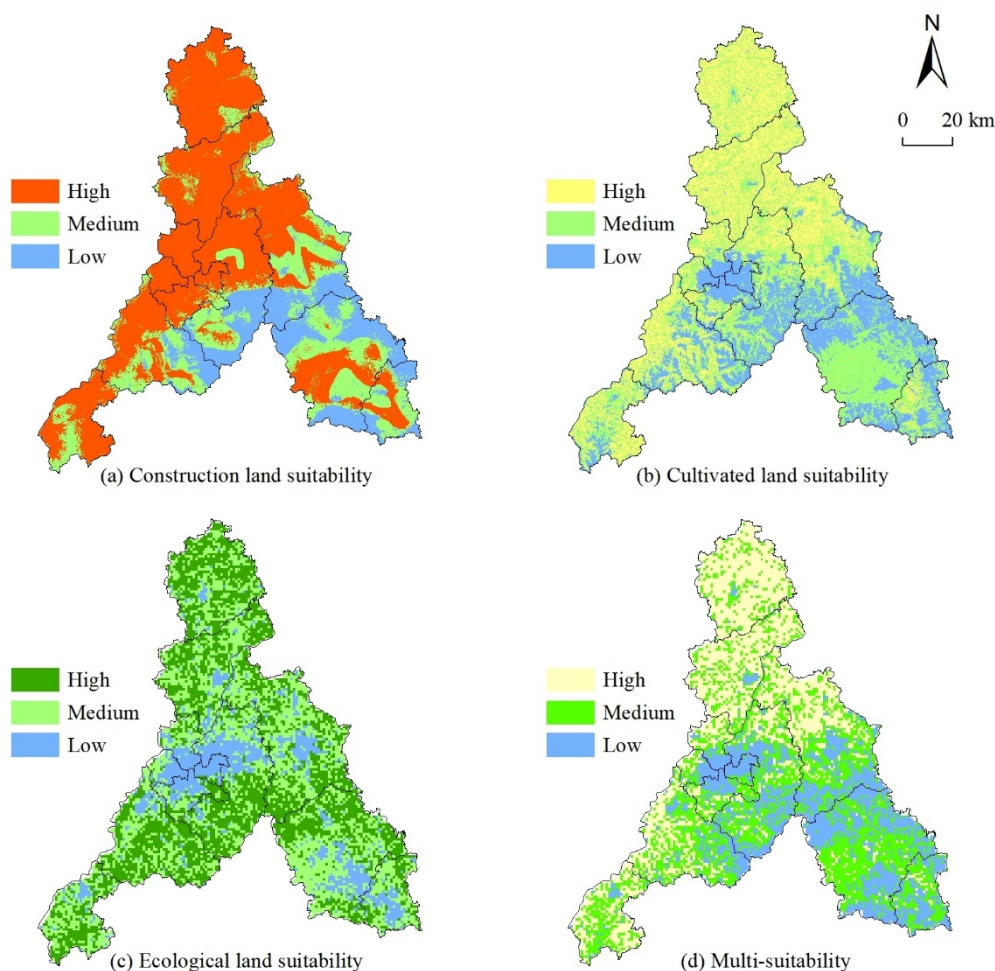 N
0 20 km
High
Medium
Low
(a) Construction land suitability
High
Medium
Low
(b) Cultivated land suitability
High
Medium
Low
(c) Ecological land suitability
High
Medium
Low
(d) Multi-suitability